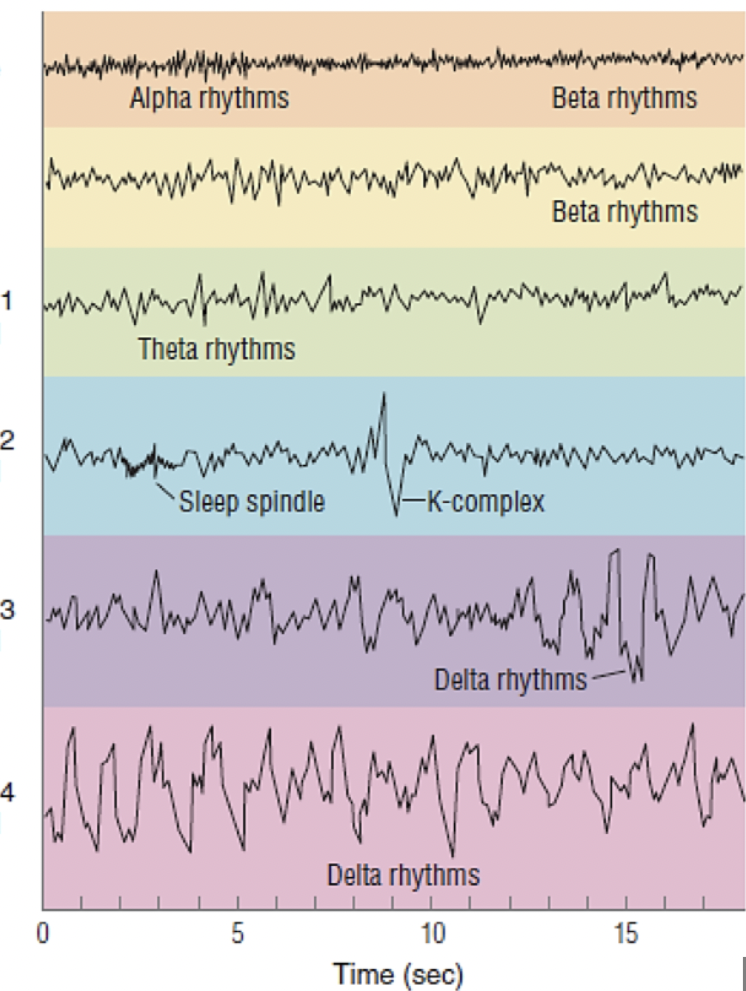 Alpha rhythms Beta rhythms
Beta rhythms
1
Theta rhythms
2
Sleep spindle K-complex
3
Delta rhythms
4
Delta rhythms
0 5 10 15
Time (sec)